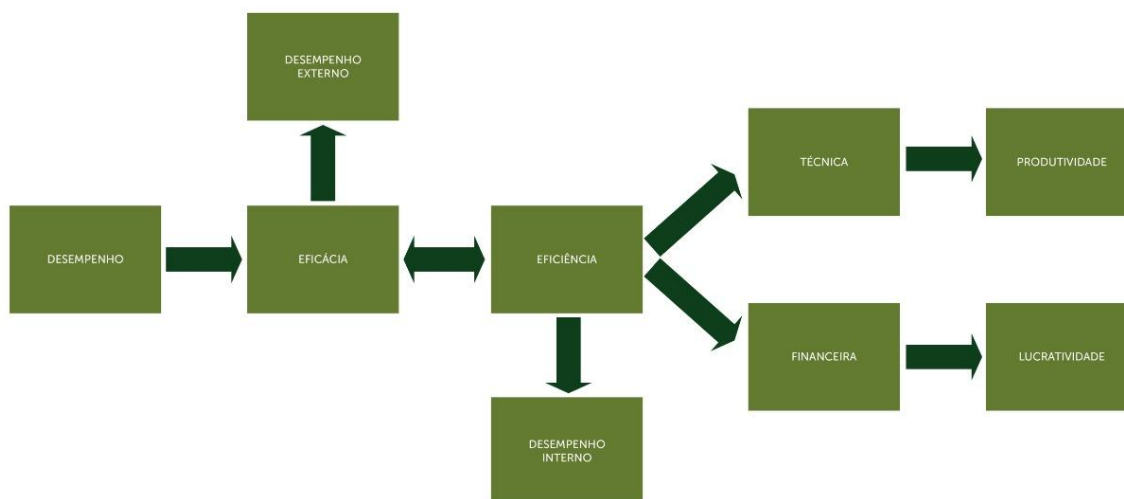 DESEMPENHO
EXTERNO
TÉCNICA
PRODUTIVIDADE
DESEMPENHO
EFICÁCIA
EFICIÊNCIA
FINANCEIRA
LUCRATIVIDADE
DESEMPENHO
INTERNO